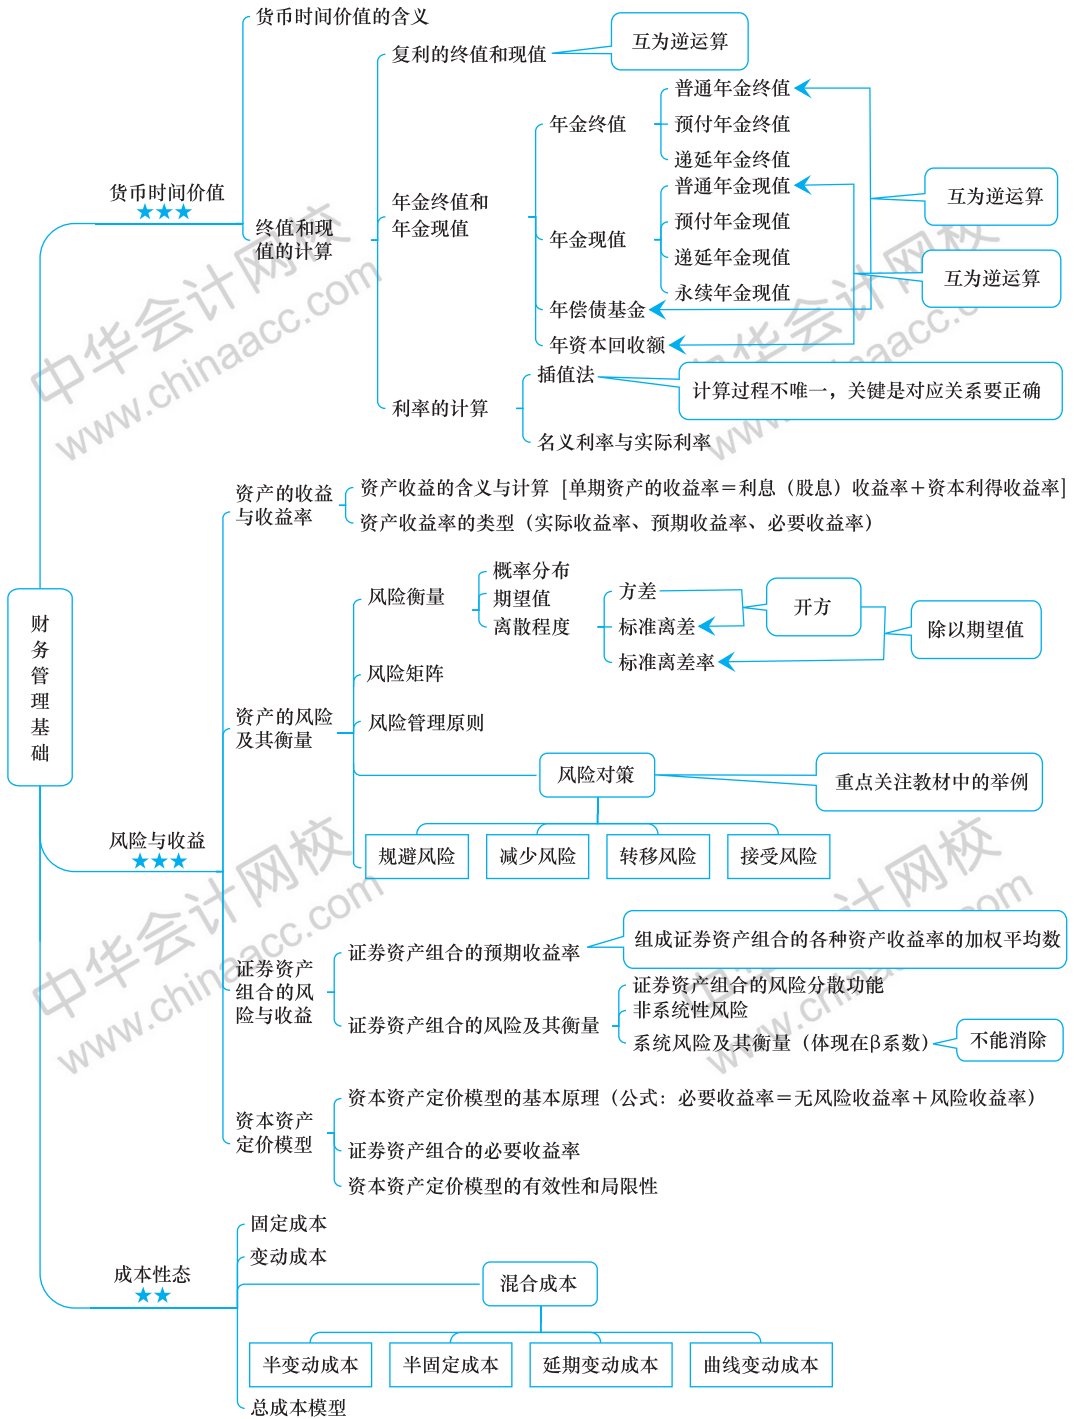 财务管理基础
货币时间价值
★★★
货币时间价值的含义
终值和现
值的计算
复利的终值和现值
互为逆运算
年金终值和
年金现值
年金终值
普通年金终值
预付年金终值
递延年金终值
年金现值
普通年金现值
预付年金现值
递延年金现值
永续年金现值
互为逆运算
互为逆运算
年偿债基金
年资本回收额
利率的计算
插值法
计算过程不唯一，关键是对应关系要正确
名义利率与实际利率
风险与收益
★★★
资产的收益
与收益率
资产收益的含义与计算 [单期资产的收益率＝利息（股息）收益率＋资本利得收益率]
资产收益率的类型（实际收益率、预期收益率、必要收益率）
资产的风险
及其衡量
风险衡量
概率分布
期望值
离散程度
方差
标准离差
标准离差率
开方
除以期望值
风险矩阵
风险管理原则
风险对策
重点关注教材中的举例
规避风险
减少风险
转移风险
接受风险
证券资产
组合的风
险与收益
证券资产组合的预期收益率
组成证券资产组合的各种资产收益率的加权平均数
证券资产组合的风险及其衡量
证券资产组合的风险分散功能
非系统性风险
系统风险及其衡量（体现在β系数）
不能消除
资本资产
定价模型
资本资产定价模型的基本原理（公式：必要收益率＝无风险收益率＋风险收益率）
证券资产组合的必要收益率
资本资产定价模型的有效性和局限性
成本性态
★★
固定成本
变动成本
混合成本
半变动成本
半固定成本
延期变动成本
曲线变动成本
总成本模型
中华会计网校
www.chinaacc.com
中华会计网校
www.chinaacc.com
中华会计网校
www.chinaacc.com
中华会计网校
www.chinaacc.com